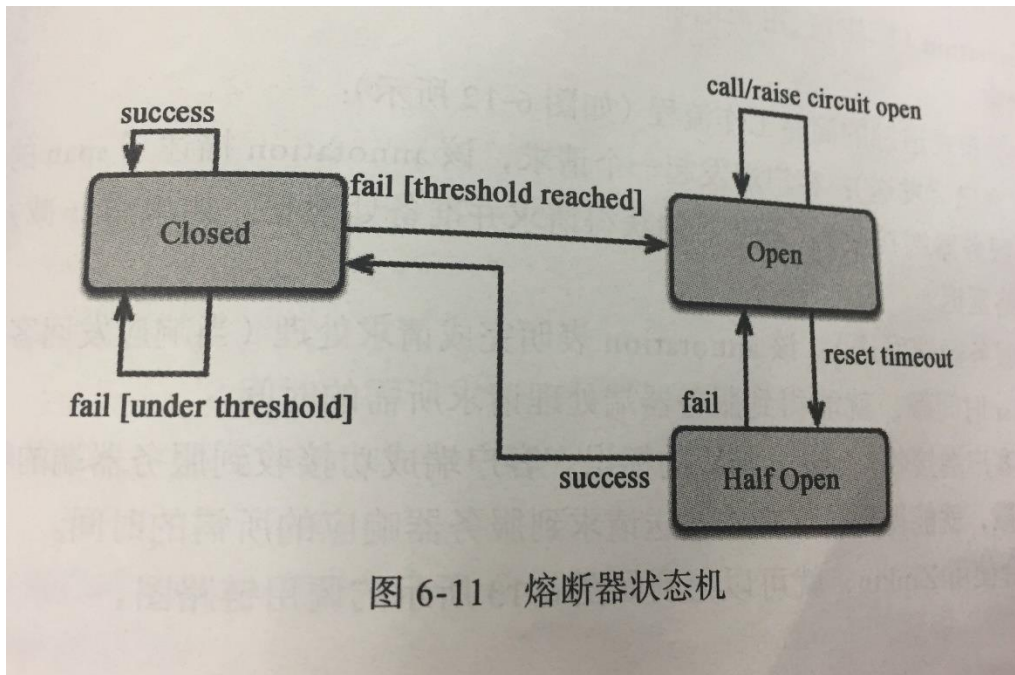 call/raise circuit open
success
fail [threshold reached]
Closed
Open
reset timeout
fail [under threshold]
fail
success
Half Open
图 6-11 熔断器状态机